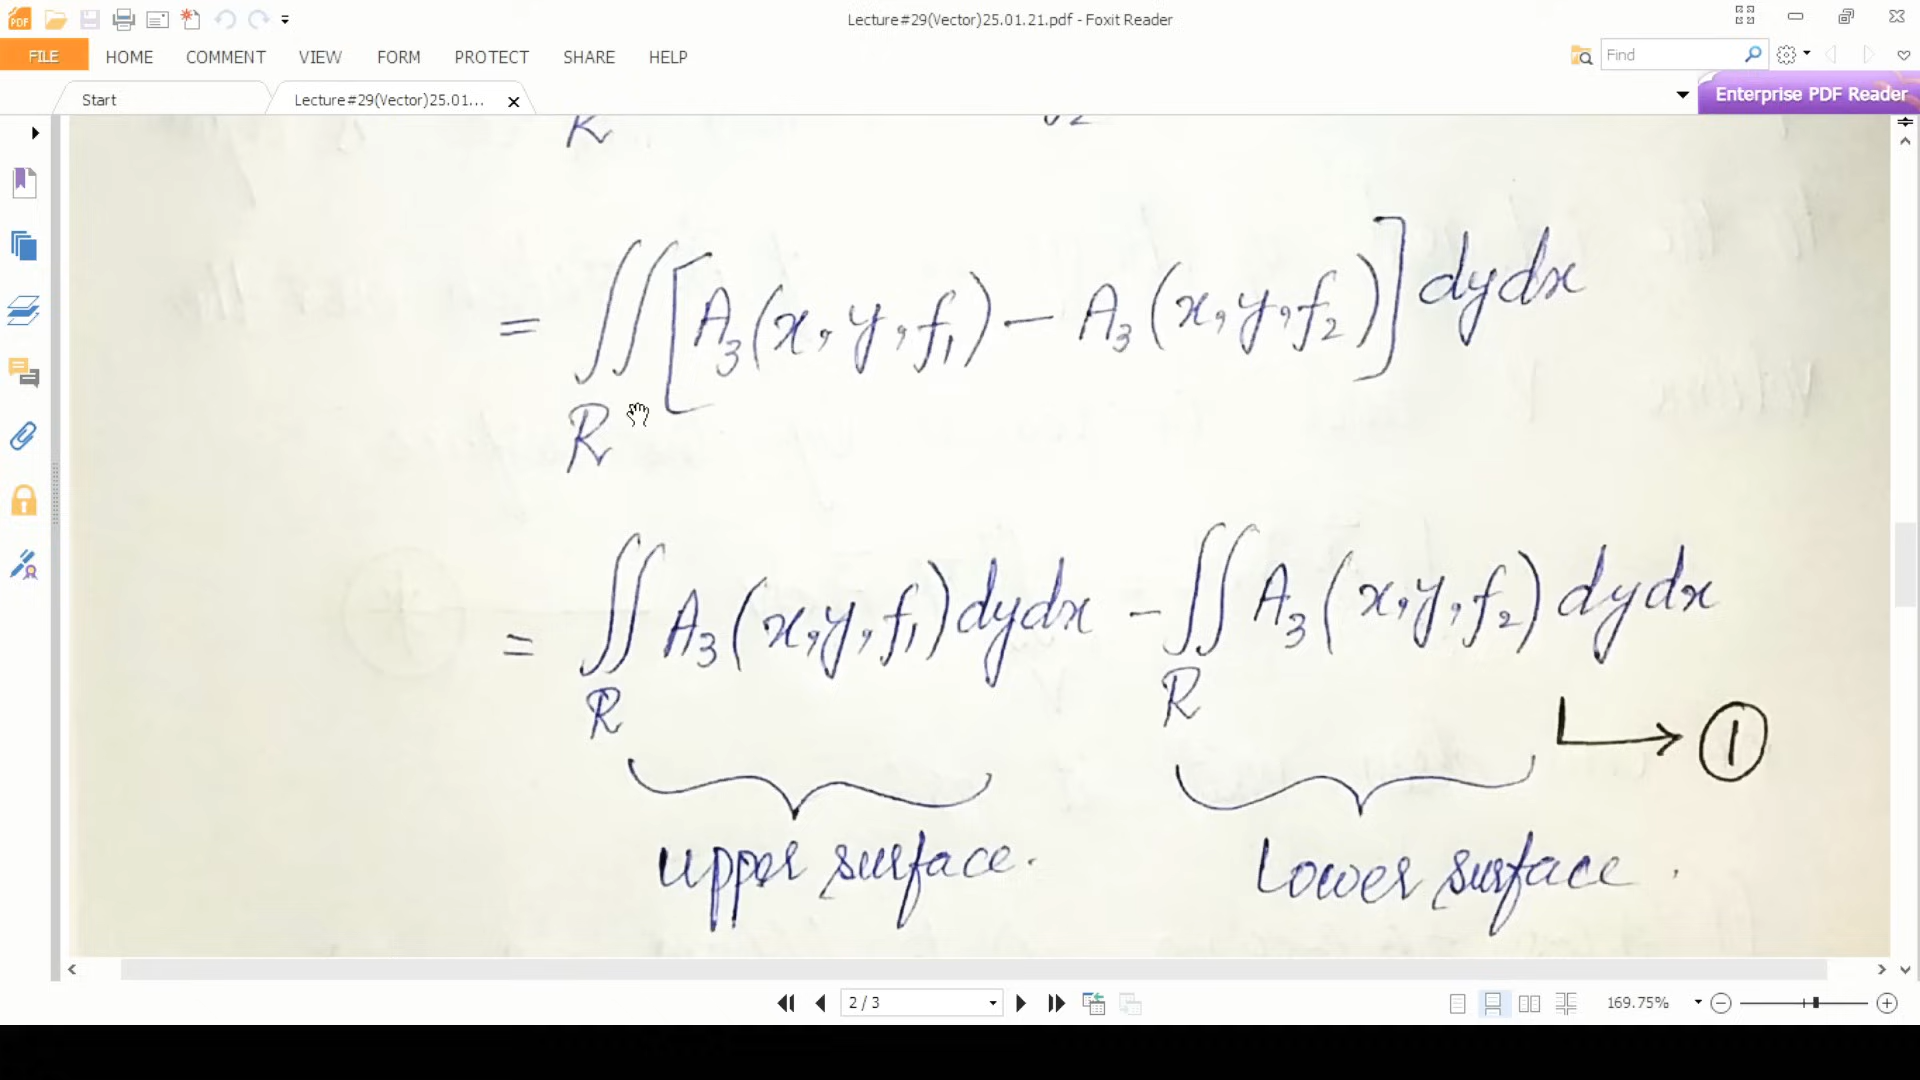 Lecture#29(Vector)25.01.21.pdf - Foxit Reader
FILE HOME COMMENT VIEW FORM PROTECT SHARE HELP
Find
Start Lecture#29(Vector)25.01...
Enterprise PDF Reader
R
= ∬ [A₃(x,y,f₁) − A₃(x,y,f₂)] dydx
R
= ∬ A₃(x,y,f₁)dydx − ∬ A₃(x,y,f₂)dydx
R R
→ ①
upper surface. Lower surface.
2 / 3
169.75%